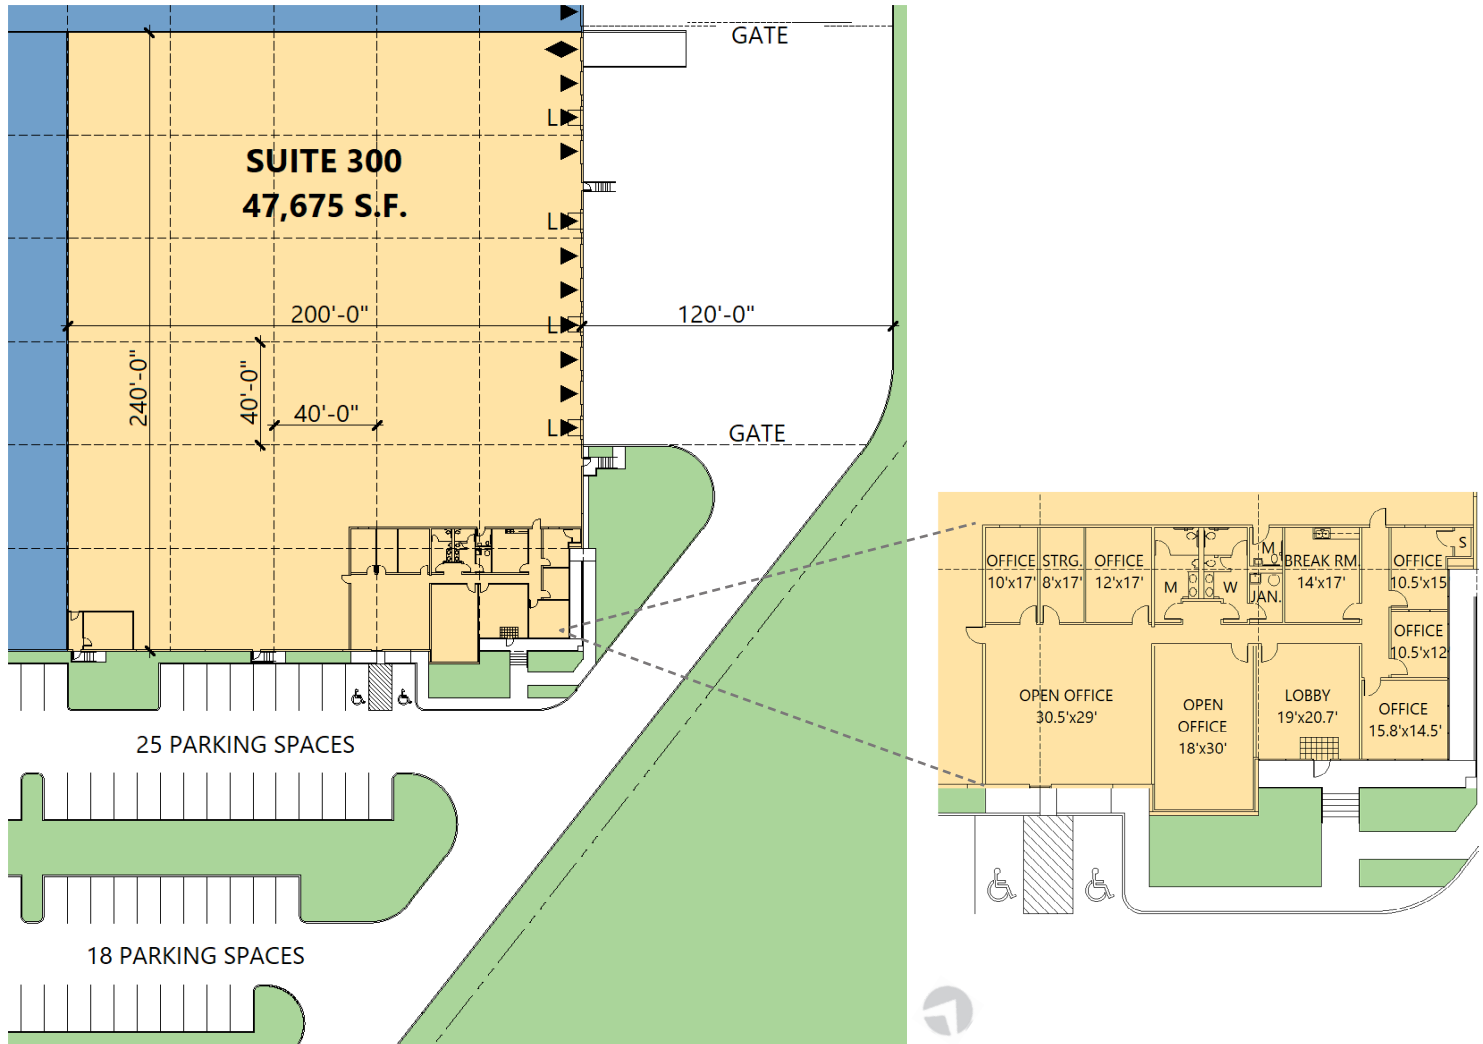 GATE
SUITE 300
47,675 S.F.
L
L
200'-0"
120'-0"
L
240'-0"
40'-0"
40'-0"
L
GATE
OFFICE
10'x17'
STRG.
8'x17'
OFFICE
12'x17'
M
W
M
JAN.
BREAK RM.
14'x17'
OFFICE
10.5'x15
S
OFFICE
10.5'x12
OPEN OFFICE
30.5'x29'
OPEN
OFFICE
18'x30'
LOBBY
19'x20.7'
OFFICE
15.8'x14.5'
25 PARKING SPACES
18 PARKING SPACES